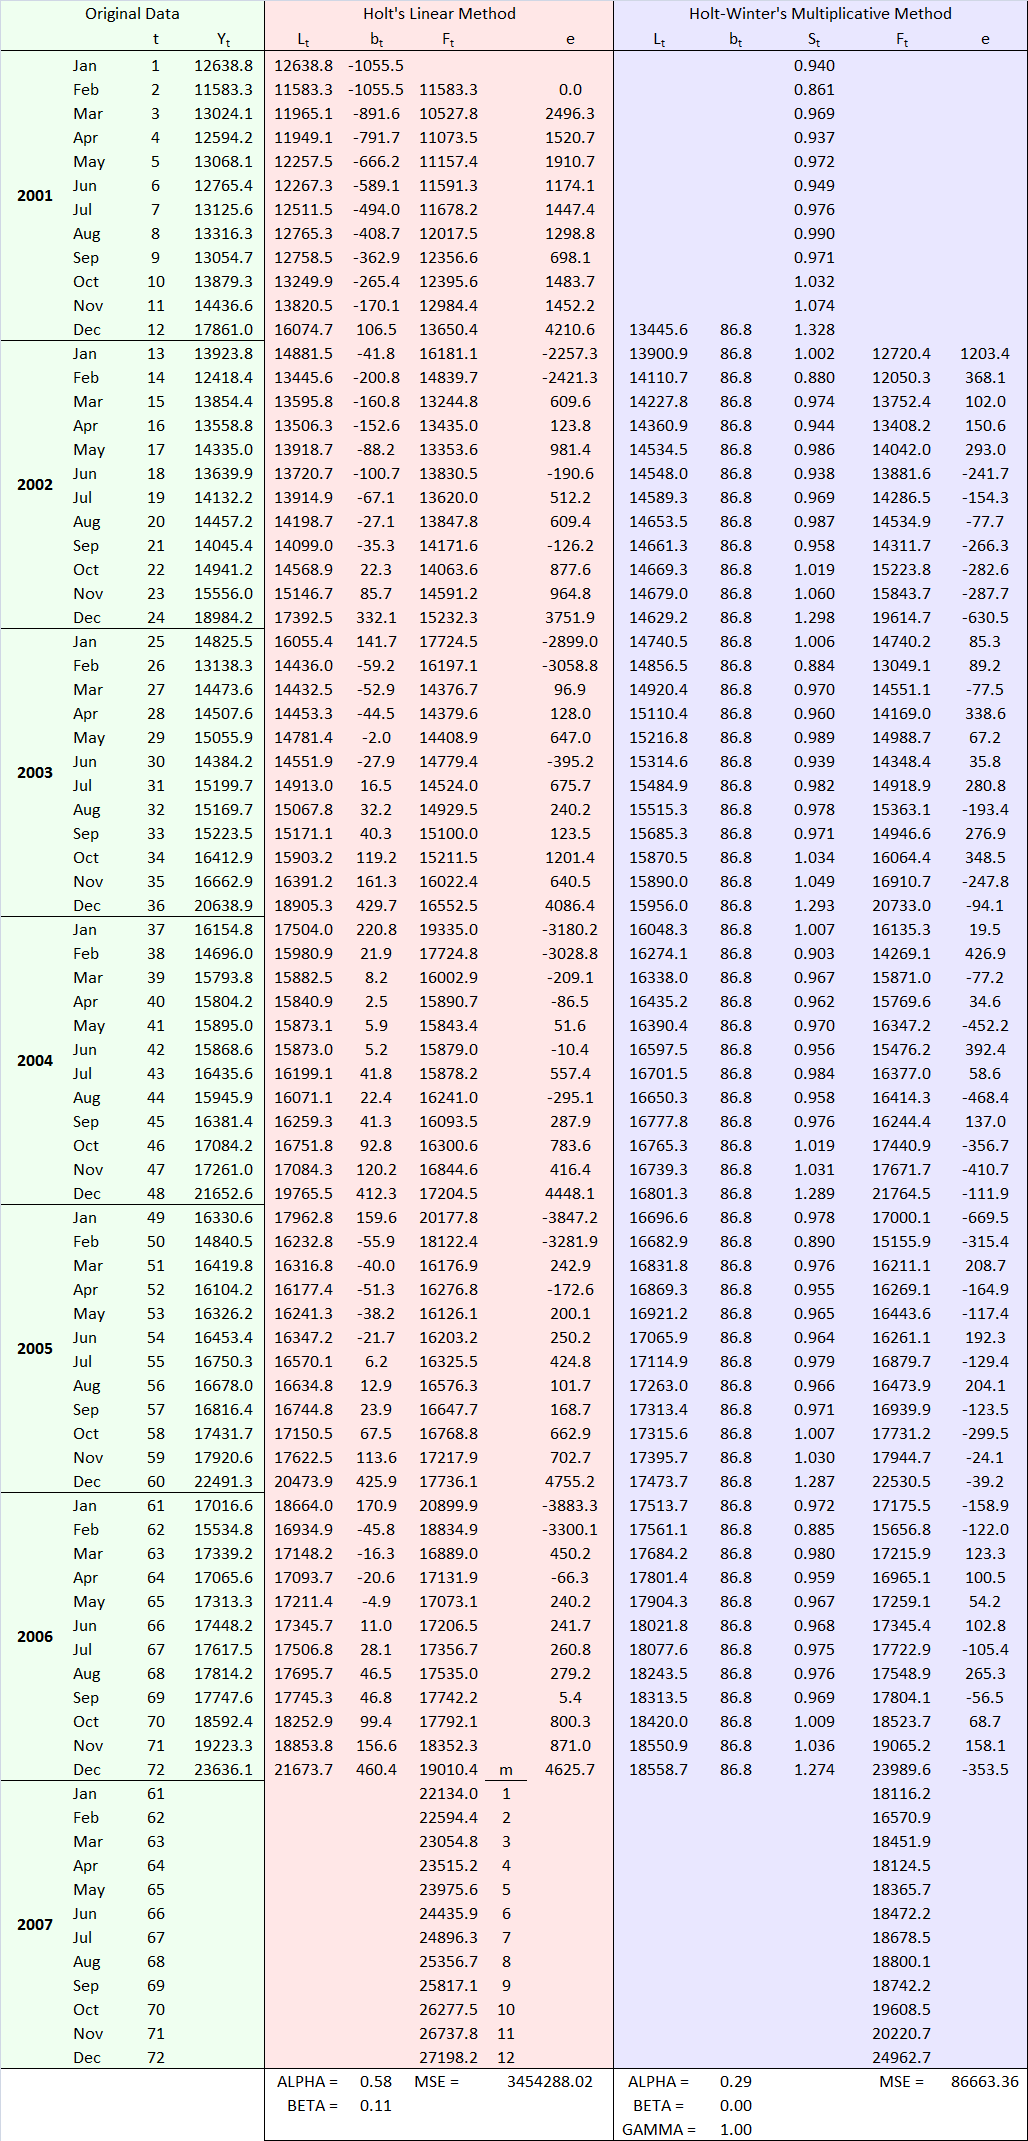 Original Data Holt's Linear Method Holt-Winter's Multiplicative Method
t Yt Lt bt Ft e Lt bt St Ft e
Jan 1 12638.8 12638.8 -1055.5 0.940
Feb 2 11583.3 11583.3 -1055.5 11583.3 0.0 0.861
Mar 3 13024.1 11965.1 -891.6 10527.8 2496.3 0.969
Apr 4 12594.2 11949.1 -791.7 11073.5 1520.7 0.937
May 5 13068.1 12257.5 -666.2 11157.4 1910.7 0.972
2001 Jun 6 12765.4 12267.3 -589.1 11591.3 1174.1 0.949
Jul 7 13125.6 12511.5 -494.0 11678.2 1447.4 0.976
Aug 8 13316.3 12765.3 -408.7 12017.5 1298.8 0.990
Sep 9 13054.7 12758.5 -362.9 12356.6 698.1 0.971
Oct 10 13879.3 13249.9 -265.4 12395.6 1483.7 1.032
Nov 11 14436.6 13820.5 -170.1 12984.4 1452.2 1.074
Dec 12 17861.0 16074.7 106.5 13650.4 4210.6 13445.6 86.8 1.328
Jan 13 13923.8 14881.5 -41.8 16181.1 -2257.3 13900.9 86.8 1.002 12720.4 1203.4
Feb 14 12418.4 13445.6 -200.8 14839.7 -2421.3 14110.7 86.8 0.880 12050.3 368.1
Mar 15 13854.4 13595.8 -160.8 13244.8 609.6 14227.8 86.8 0.974 13752.4 102.0
Apr 16 13558.8 13506.3 -152.6 13435.0 123.8 14360.9 86.8 0.944 13408.2 150.6
May 17 14335.0 13918.7 -88.2 13353.6 981.4 14534.5 86.8 0.986 14042.0 293.0
2002 Jun 18 13639.9 13720.7 -100.7 13830.5 -190.6 14548.0 86.8 0.938 13881.6 -241.7
Jul 19 14132.2 13914.9 -67.1 13620.0 512.2 14589.3 86.8 0.969 14286.5 -154.3
Aug 20 14457.2 14198.7 -27.1 13847.8 609.4 14653.5 86.8 0.987 14534.9 -77.7
Sep 21 14045.4 14099.0 -35.3 14171.6 -126.2 14661.3 86.8 0.958 14311.7 -266.3
Oct 22 14941.2 14568.9 22.3 14063.6 877.6 14669.3 86.8 1.019 15223.8 -282.6
Nov 23 15556.0 15146.7 85.7 14591.2 964.8 14679.0 86.8 1.060 15843.7 -287.7
Dec 24 18984.2 17392.5 332.1 15232.3 3751.9 14629.2 86.8 1.298 19614.7 -630.5
Jan 25 14825.5 16055.4 141.7 17724.5 -2899.0 14740.5 86.8 1.006 14740.2 85.3
Feb 26 13138.3 14436.0 -59.2 16197.1 -3058.8 14856.5 86.8 0.884 13049.1 89.2
Mar 27 14473.6 14432.5 -52.9 14376.7 96.9 14920.4 86.8 0.970 14551.1 -77.5
Apr 28 14507.6 14453.3 -44.5 14379.6 128.0 15110.4 86.8 0.960 14169.0 338.6
May 29 15055.9 14781.4 -2.0 14408.9 647.0 15216.8 86.8 0.989 14988.7 67.2
2003 Jun 30 14384.2 14551.9 -27.9 14779.4 -395.2 15314.6 86.8 0.939 14348.4 35.8
Jul 31 15199.7 14913.0 16.5 14524.0 675.7 15484.9 86.8 0.982 14918.9 280.8
Aug 32 15169.7 15067.8 32.2 14929.5 240.2 15515.3 86.8 0.978 15363.1 -193.4
Sep 33 15223.5 15171.1 40.3 15100.0 123.5 15685.3 86.8 0.971 14946.6 276.9
Oct 34 16412.9 15903.2 119.2 15211.5 1201.4 15870.5 86.8 1.034 16064.4 348.5
Nov 35 16662.9 16391.2 161.3 16022.4 640.5 15890.0 86.8 1.049 16910.7 -247.8
Dec 36 20638.9 18905.3 429.7 16552.5 4086.4 15956.0 86.8 1.293 20733.0 -94.1
Jan 37 16154.8 17504.0 220.8 19335.0 -3180.2 16048.3 86.8 1.007 16135.3 19.5
Feb 38 14696.0 15980.9 21.9 17724.8 -3028.8 16274.1 86.8 0.903 14269.1 426.9
Mar 39 15793.8 15882.5 8.2 16002.9 -209.1 16338.0 86.8 0.967 15871.0 -77.2
Apr 40 15804.2 15840.9 2.5 15890.7 -86.5 16435.2 86.8 0.962 15769.6 34.6
May 41 15895.0 15873.1 5.9 15843.4 51.6 16390.4 86.8 0.970 16347.2 -452.2
2004 Jun 42 15868.6 15873.0 5.2 15879.0 -10.4 16597.5 86.8 0.956 15476.2 392.4
Jul 43 16435.6 16199.1 41.8 15878.2 557.4 16701.5 86.8 0.984 16377.0 58.6
Aug 44 15945.9 16071.1 22.4 16241.0 -295.1 16650.3 86.8 0.958 16414.3 -468.4
Sep 45 16381.4 16259.3 41.3 16093.5 287.9 16777.8 86.8 0.976 16244.4 137.0
Oct 46 17084.2 16751.8 92.8 16300.6 783.6 16765.3 86.8 1.019 17440.9 -356.7
Nov 47 17261.0 17084.3 120.2 16844.6 416.4 16739.3 86.8 1.031 17671.7 -410.7
Dec 48 21652.6 19765.5 412.3 17204.5 4448.1 16801.3 86.8 1.289 21764.5 -111.9
Jan 49 16330.6 17962.8 159.6 20177.8 -3847.2 16696.6 86.8 0.978 17000.1 -669.5
Feb 50 14840.5 16232.8 -55.9 18122.4 -3281.9 16682.9 86.8 0.890 15155.9 -315.4
Mar 51 16419.8 16316.8 -40.0 16176.9 242.9 16831.8 86.8 0.976 16211.1 208.7
Apr 52 16104.2 16177.4 -51.3 16276.8 -172.6 16869.3 86.8 0.955 16269.1 -164.9
May 53 16326.2 16241.3 -38.2 16126.1 200.1 16921.2 86.8 0.965 16443.6 -117.4
2005 Jun 54 16453.4 16347.2 -21.7 16203.2 250.2 17065.9 86.8 0.964 16261.1 192.3
Jul 55 16750.3 16570.1 6.2 16325.5 424.8 17114.9 86.8 0.979 16879.7 -129.4
Aug 56 16678.0 16634.8 12.9 16576.3 101.7 17263.0 86.8 0.966 16473.9 204.1
Sep 57 16816.4 16744.8 23.9 16647.7 168.7 17313.4 86.8 0.971 16939.9 -123.5
Oct 58 17431.7 17150.5 67.5 16768.8 662.9 17315.6 86.8 1.007 17731.2 -299.5
Nov 59 17920.6 17622.5 113.6 17217.9 702.7 17395.7 86.8 1.030 17944.7 -24.1
Dec 60 22491.3 20473.9 425.9 17736.1 4755.2 17473.7 86.8 1.287 22530.5 -39.2
Jan 61 17016.6 18664.0 170.9 20899.9 -3883.3 17513.7 86.8 0.972 17175.5 -158.9
Feb 62 15534.8 16934.9 -45.8 18834.9 -3300.1 17561.1 86.8 0.885 15656.8 -122.0
Mar 63 17339.2 17148.2 -16.3 16889.0 450.2 17684.2 86.8 0.980 17215.9 123.3
Apr 64 17065.6 17093.7 -20.6 17131.9 -66.3 17801.4 86.8 0.959 16965.1 100.5
May 65 17313.3 17211.4 -4.9 17073.1 240.2 17904.3 86.8 0.967 17259.1 54.2
2006 Jun 66 17448.2 17345.7 11.0 17206.5 241.7 18021.8 86.8 0.968 17345.4 102.8
Jul 67 17617.5 17506.8 28.1 17356.7 260.8 18077.6 86.8 0.975 17722.9 -105.4
Aug 68 17814.2 17695.7 46.5 17535.0 279.2 18243.5 86.8 0.976 17548.9 265.3
Sep 69 17747.6 17745.3 46.8 17742.2 5.4 18313.5 86.8 0.969 17804.1 -56.5
Oct 70 18592.4 18252.9 99.4 17792.1 800.3 18420.0 86.8 1.009 18523.7 68.7
Nov 71 19223.3 18853.8 156.6 18352.3 871.0 18550.9 86.8 1.036 19065.2 158.1
Dec 72 23636.1 21673.7 460.4 19010.4 m 4625.7 18558.7 86.8 1.274 23989.6 -353.5
Jan 61 22134.0 1 18116.2
Feb 62 22594.4 2 16570.9
Mar 63 23054.8 3 18451.9
Apr 64 23515.2 4 18124.5
May 65 23975.6 5 18365.7
2007 Jun 66 24435.9 6 18472.2
Jul 67 24896.3 7 18678.5
Aug 68 25356.7 8 18800.1
Sep 69 25817.1 9 18742.2
Oct 70 26277.5 10 19608.5
Nov 71 26737.8 11 20220.7
Dec 72 27198.2 12 24962.7
ALPHA = 0.58 MSE = 3454288.02 ALPHA = 0.29 MSE = 86663.36
BETA = 0.11 BETA = 0.00
GAMMA = 1.00